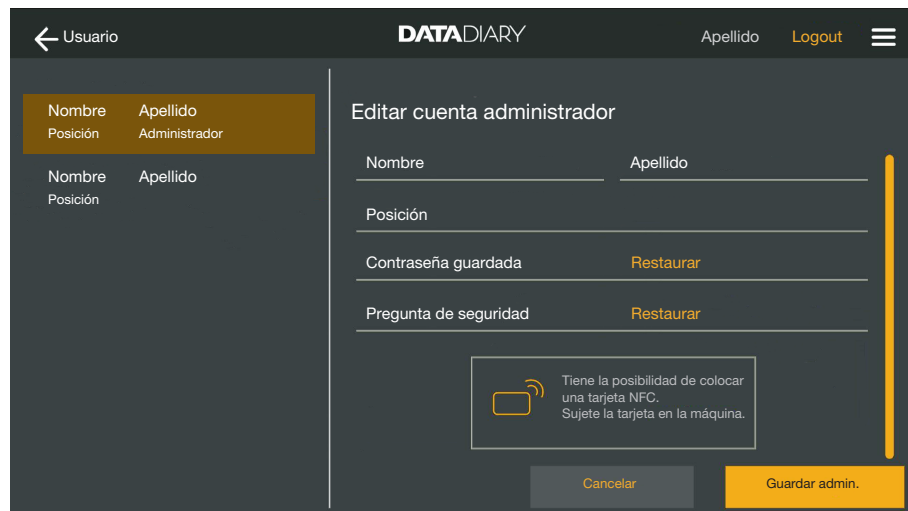 Usuario
DATADIARY
Apellido Logout
Nombre Apellido
Posición Administrador
Nombre Apellido
Posición
Editar cuenta administrador
Nombre Apellido
Posición
Contraseña guardada Restaurar
Pregunta de seguridad Restaurar
Tiene la posibilidad de colocar
una tarjeta NFC.
Sujete la tarjeta en la máquina.
Cancelar Guardar admin.